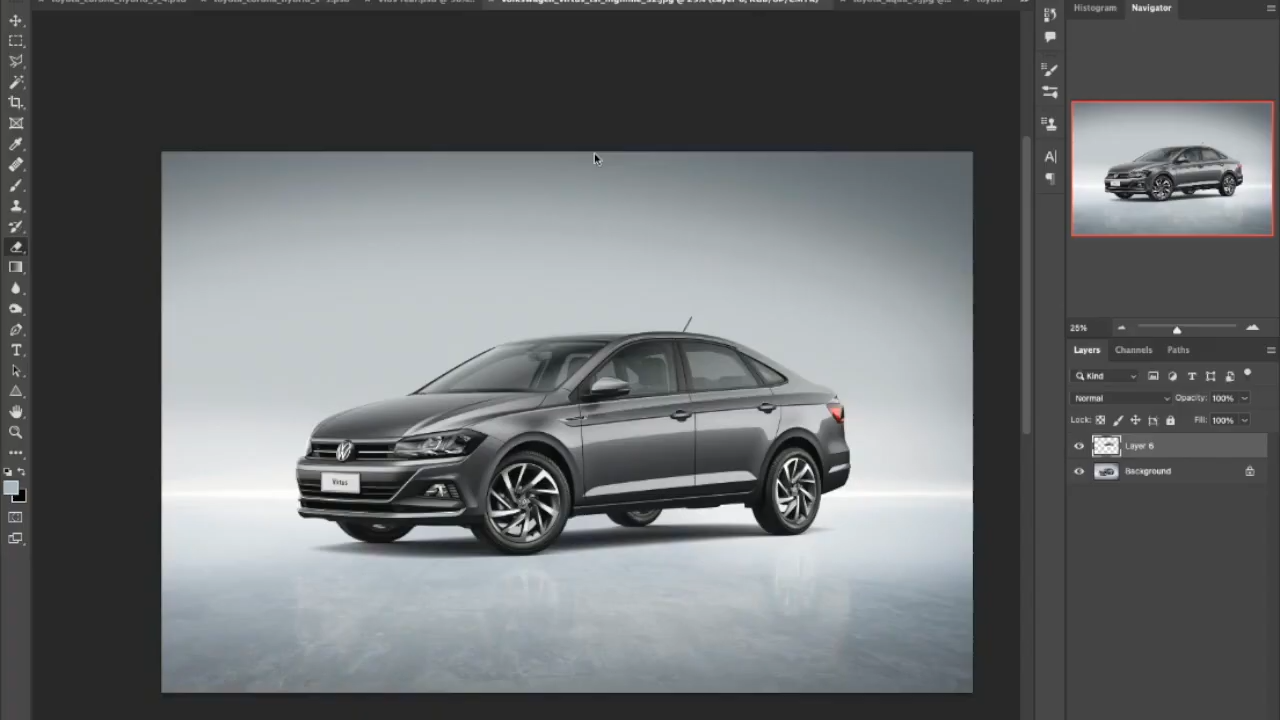 Histogram
Navigator
25%
Layers
Channels
Paths
Kind
Normal
Opacity: 100%
Lock:
Fill: 100%
Layer 6
Background
Virtus